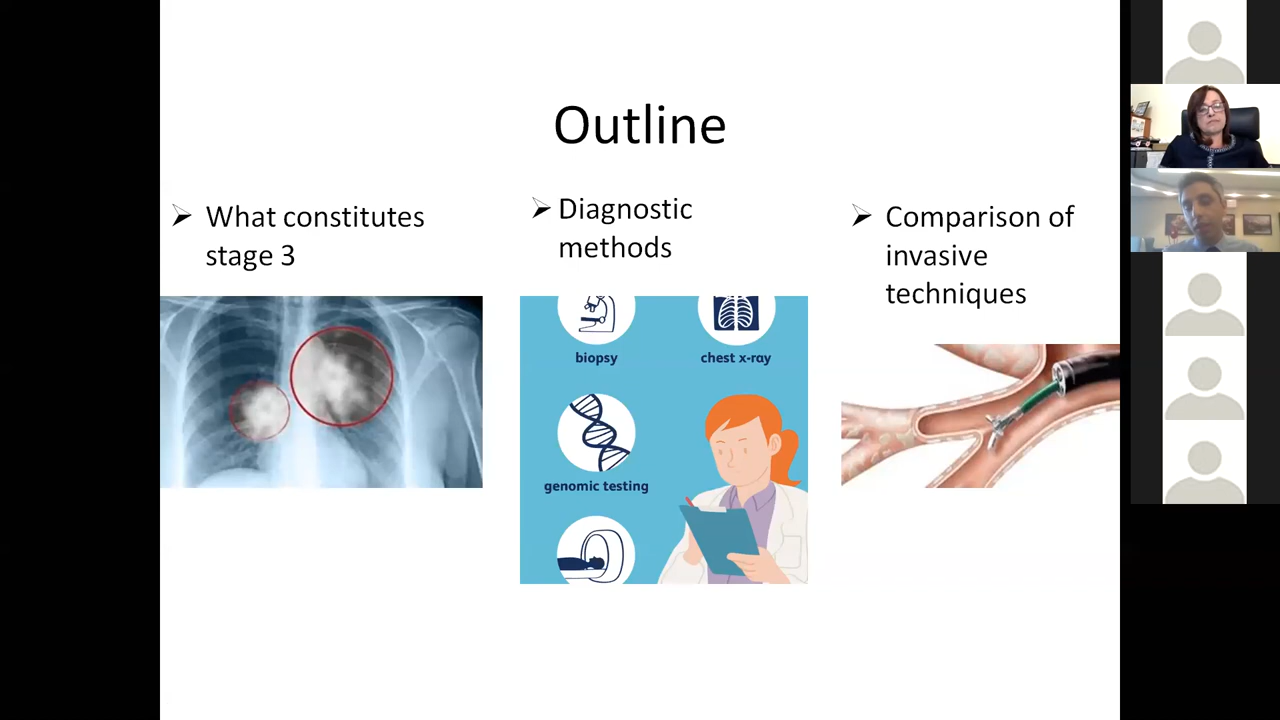 Outline
➢ What constitutes
stage 3
➢ Diagnostic
methods
➢ Comparison of
invasive
techniques
biopsy
chest x-ray
genomic testing